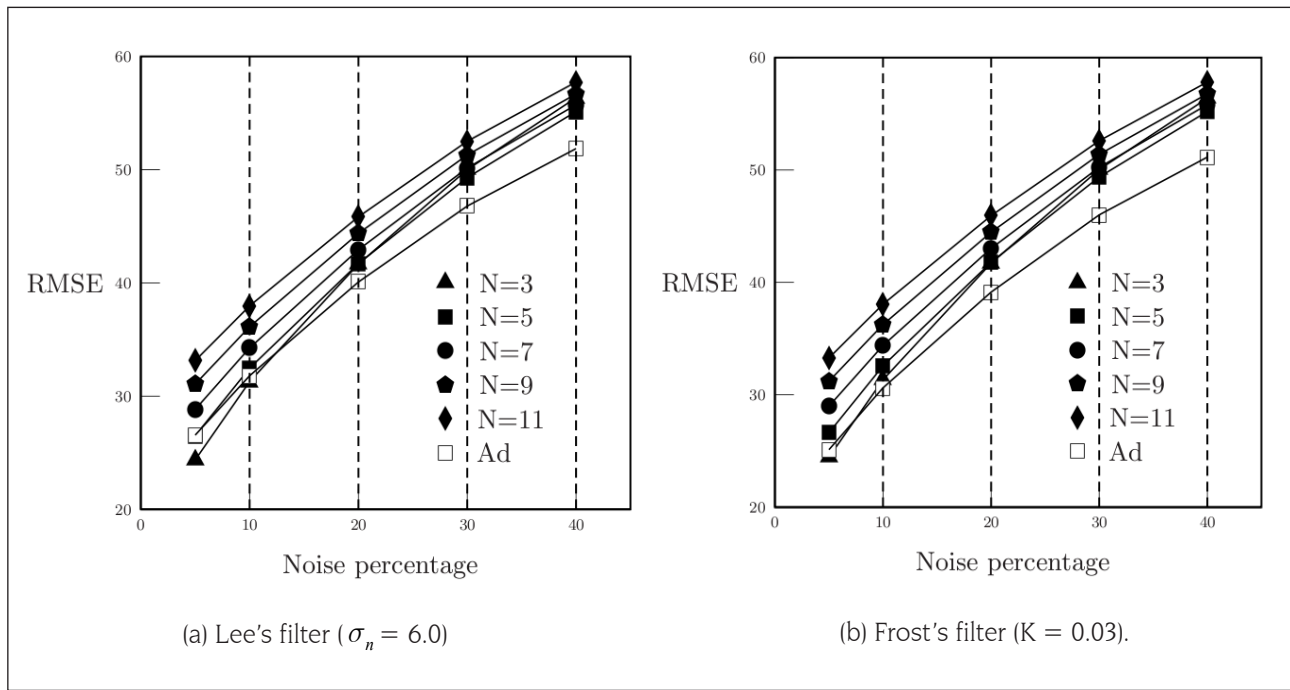 60
50
RMSE 40
30
20
0 10 20 30 40
N=3
N=5
N=7
N=9
N=11
Ad
Noise percentage
(a) Lee's filter (σn = 6.0)
60
50
RMSE 40
30
20
0 10 20 30 40
N=3
N=5
N=7
N=9
N=11
Ad
Noise percentage
(b) Frost's filter (K = 0.03).